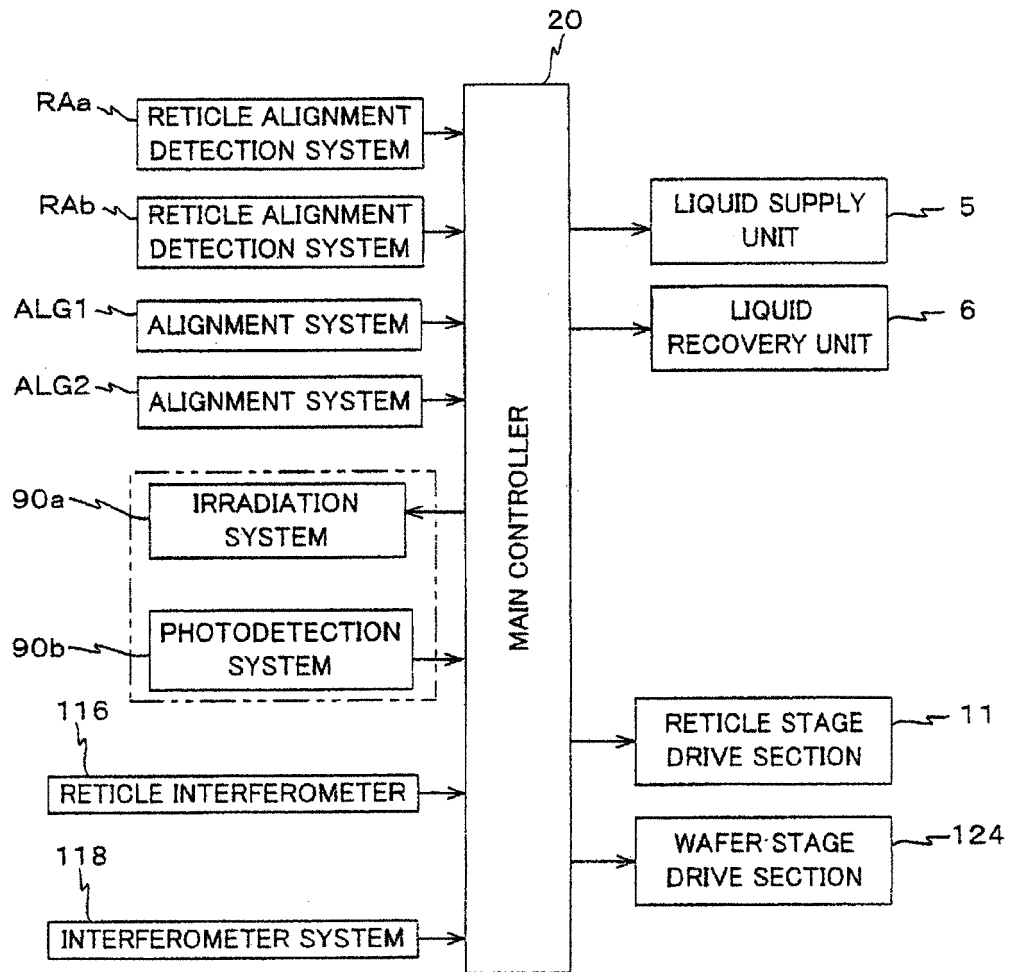 20
RAa
RETICLE ALIGNMENT
DETECTION SYSTEM
RAb
RETICLE ALIGNMENT
DETECTION SYSTEM
ALG1
ALIGNMENT SYSTEM
ALG2
ALIGNMENT SYSTEM
90a
IRRADIATION
SYSTEM
90b
PHOTODETECTION
SYSTEM
116
RETICLE INTERFEROMETER
118
INTERFEROMETER SYSTEM
MAIN CONTROLLER
LIQUID SUPPLY
UNIT
5
LIQUID
RECOVERY UNIT
6
RETICLE STAGE
DRIVE SECTION
11
WAFER STAGE
DRIVE SECTION
124